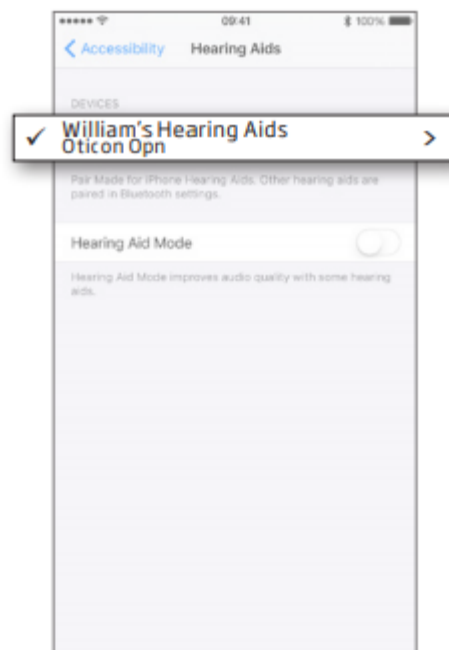 09:41
100%
Accessibility
Hearing Aids
DEVICES
William's Hearing Aids
Oticon Opn
Pair Made for iPhone Hearing Aids. Other hearing aids are
paired in Bluetooth settings.
Hearing Aid Mode
Hearing Aid Mode improves audio quality with some hearing
aids.